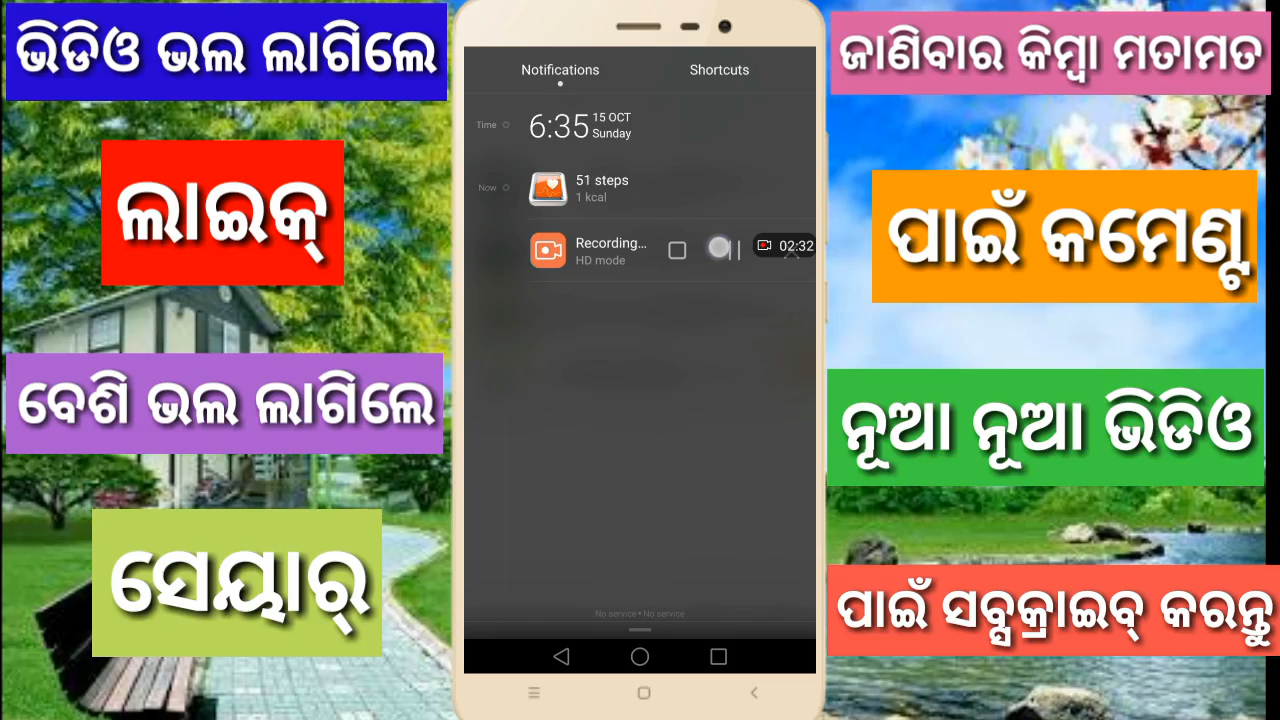 ଭିଡିଓ ଭଲ ଲାଗିଲେ
ଲାଇକ୍
ବେଶି ଭଲ ଲାଗିଲେ
ସେୟାର୍
Notifications Shortcuts
Time 6:35 15 OCT
Sunday
Now 51 steps
1 kcal
Recording... 02:32
HD mode
No service • No service
ଜାଣିବାର କିମ୍ବା ମତାମତ
ପାଇଁ କମେଣ୍ଟ
ନୂଆ ନୂଆ ଭିଡିଓ
ପାଇଁ ସବ୍ସକ୍ରାଇବ୍ କରନ୍ତୁ